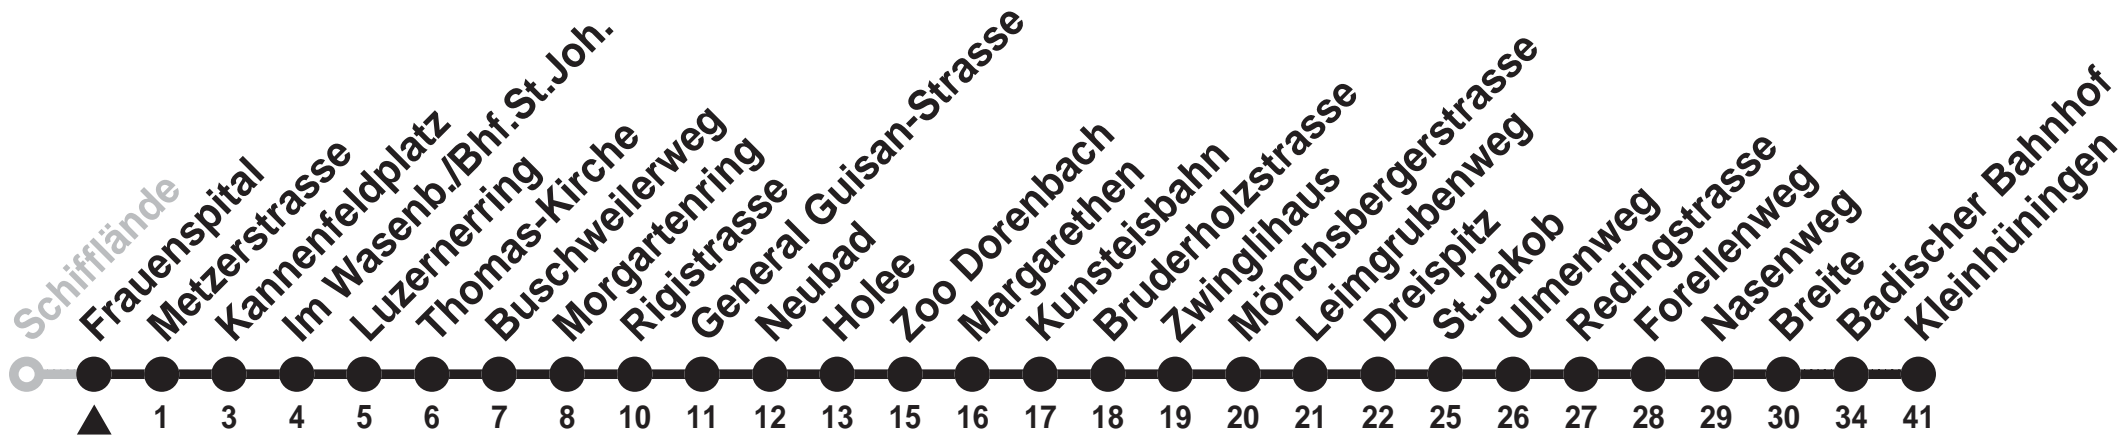 Schifflände
Frauenspital
Metzerstrasse
Kannenfeldplatz
Im Wasenb./Bhf.St.Joh.
Luzernerring
Thomas-Kirche
Buschweilerweg
Morgartenring
Rigistrasse
General Guisan-Strasse
Neubad
Holee
Zoo Dorenbach
Margarethen
Kunsteisbahn
Bruderholzstrasse
Zwinglihaus
Mönchsbergerstrasse
Leimgrubenweg
Dreispitz
St.Jakob
Ulmenweg
Redingstrasse
Forellenweg
Nasenweg
Breite
Badischer Bahnhof
Kleinhüningen
1 3 4 5 6 7 8 10 11 12 13 15 16 17 18 19 20 21 22 25 26 27 28 29 30 34 41